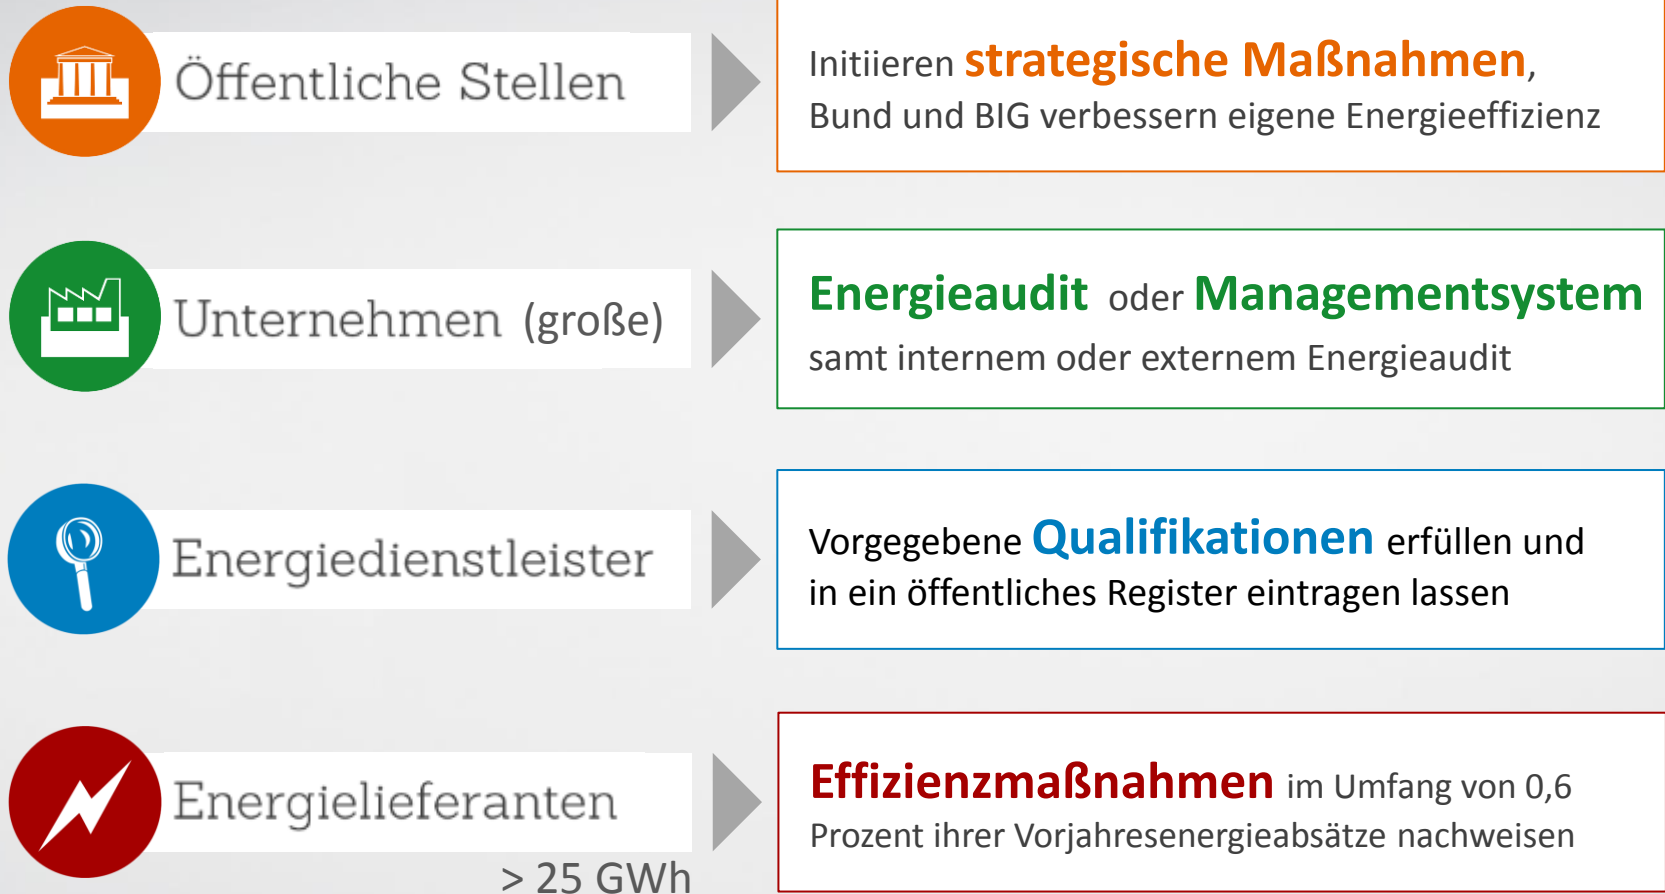 Öffentliche Stellen
Initiieren strategische Maßnahmen,
Bund und BIG verbessern eigene Energieeffizienz
Unternehmen (große)
Energieaudit oder Managementsystem
samt internem oder externem Energieaudit
Energiedienstleister
Vorgegebene Qualifikationen erfüllen und
in ein öffentliches Register eintragen lassen
Energielieferanten
> 25 GWh
Effizienzmaßnahmen im Umfang von 0,6
Prozent ihrer Vorjahresenergieabsätze nachweisen